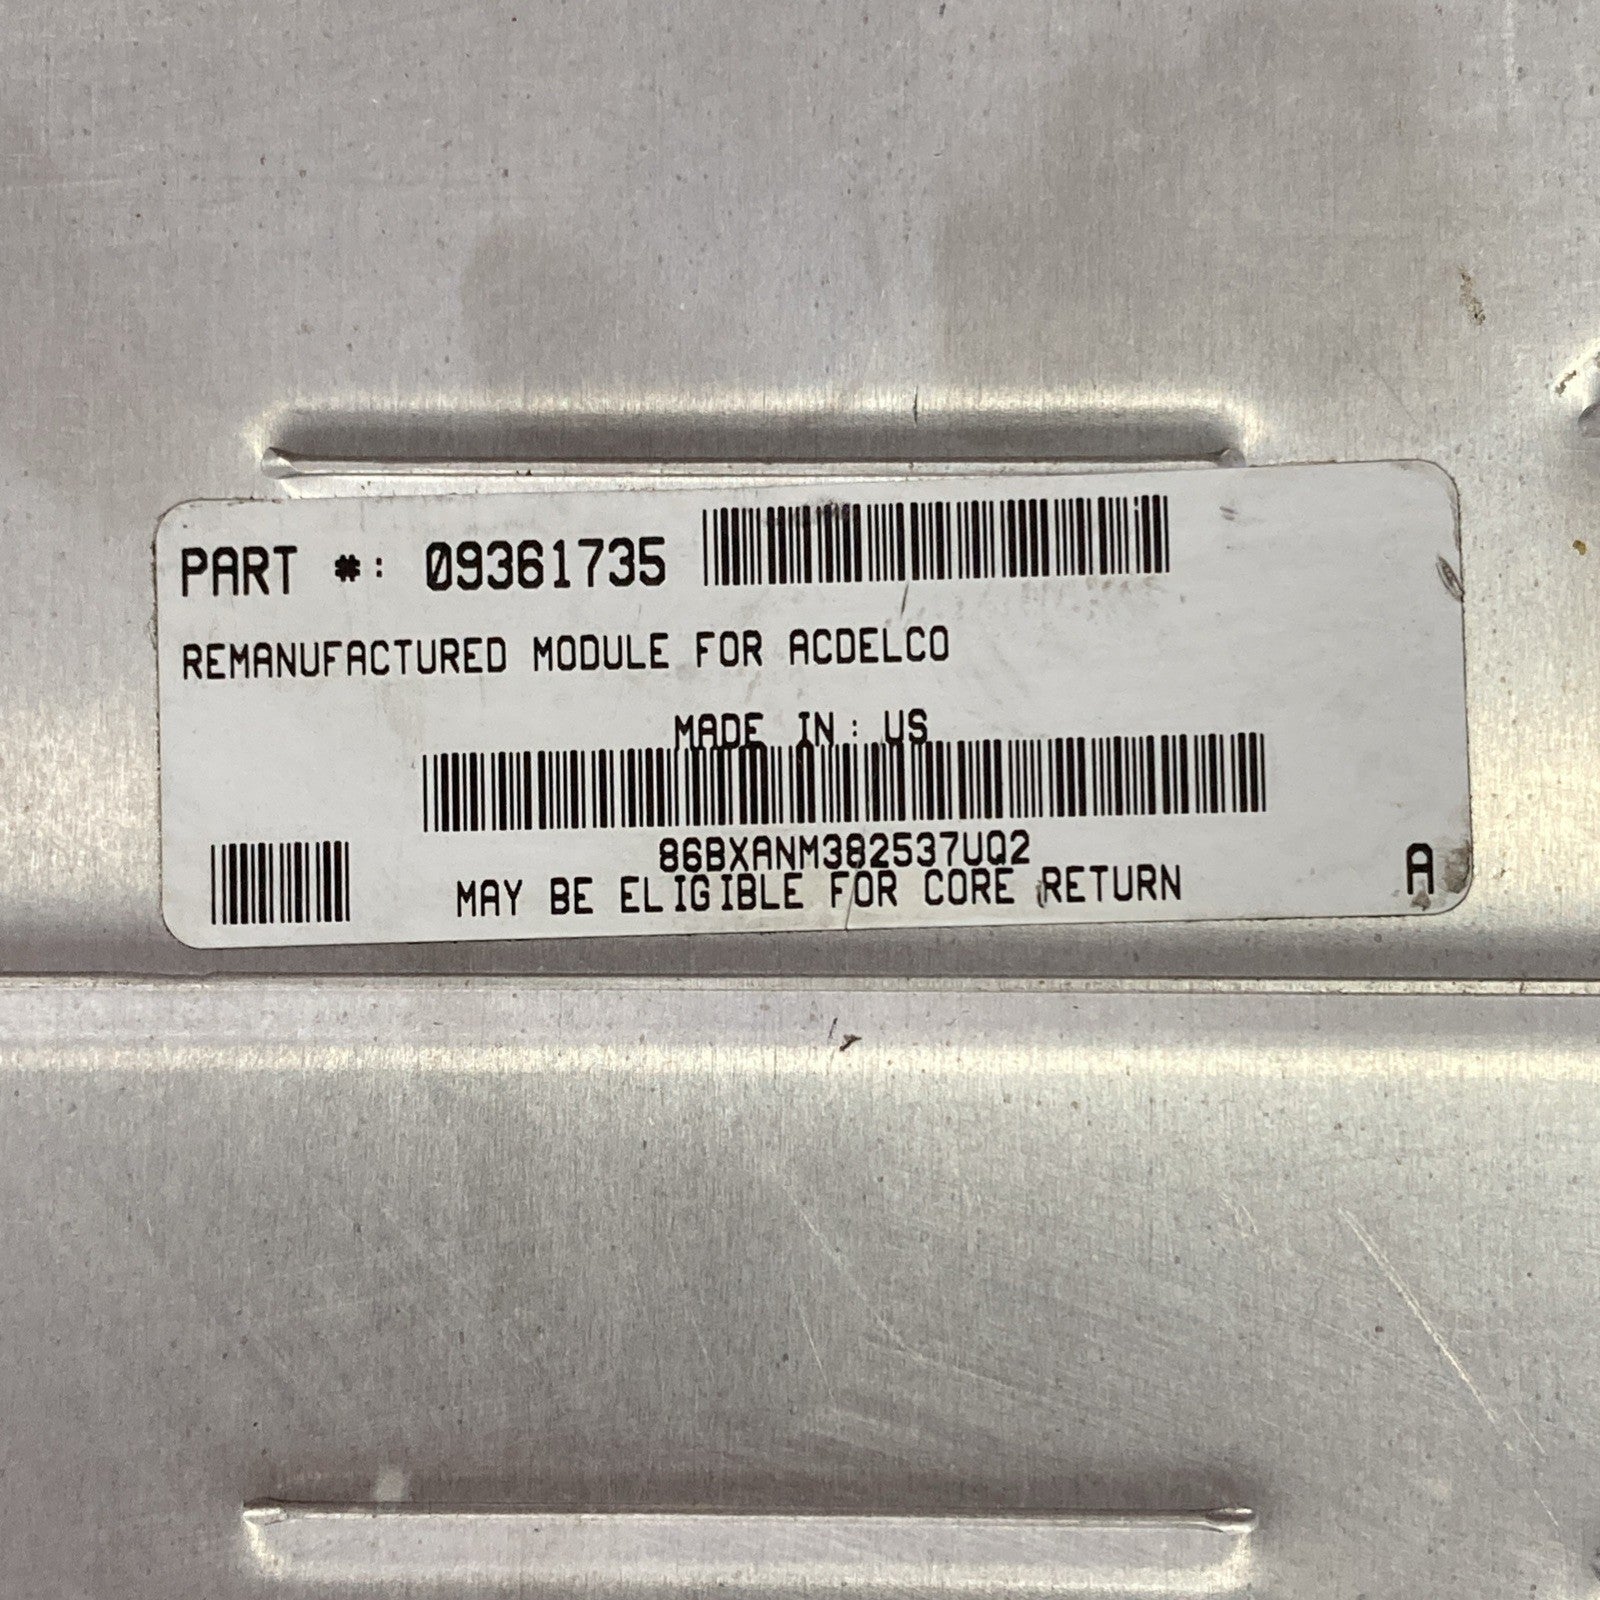 PART #: 09361735
REMANUFACTURED MODULE FOR ACDELCO
MADE IN: US
86BXANM382537UQ2
MAY BE ELIGIBLE FOR CORE RETURN
A